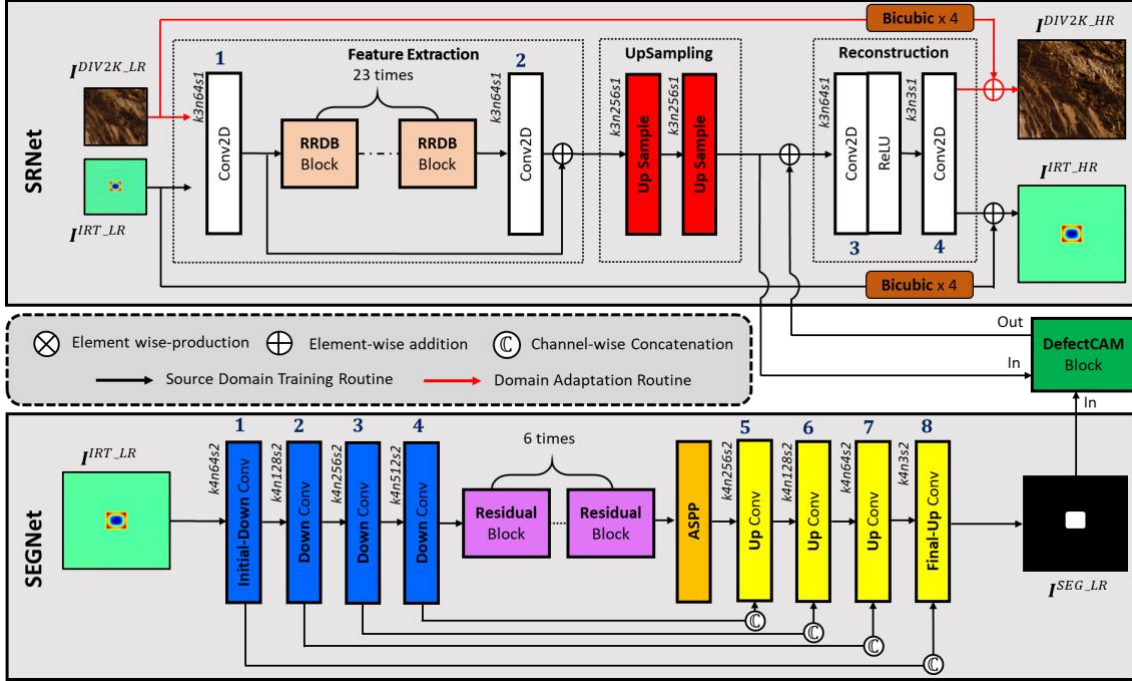 SRNet
I^{DIV2K_LR}
I^{IRT_LR}
Feature Extraction
23 times
1
k3n64s1
Conv2D
RRDB
Block
RRDB
Block
2
k3n64s1
Conv2D
UpSampling
k3n256s1
Up Sample
k3n256s1
Up Sample
Reconstruction
k3n64s1
Conv2D
ReLU
3
k3n3s1
Conv2D
4
Bicubic x 4
Bicubic x 4
I^{DIV2K_HR}
I^{IRT_HR}
Element wise-production
Element-wise addition
ℂ Channel-wise Concatenation
Source Domain Training Routine
Domain Adaptation Routine
Out
In
DefectCAM
Block
In
SEGNet
I^{IRT_LR}
1
k4n64s2
Initial-Down Conv
2
k4n128s2
Down Conv
3
k4n256s2
Down Conv
4
k4n512s2
Down Conv
6 times
Residual
Block
Residual
Block
ASPP
5
k4n256s2
Up Conv
6
k4n128s2
Up Conv
7
k4n64s2
Up Conv
8
k4n3s2
Final-Up Conv
ℂ
ℂ
ℂ
ℂ
I^{SEG_LR}